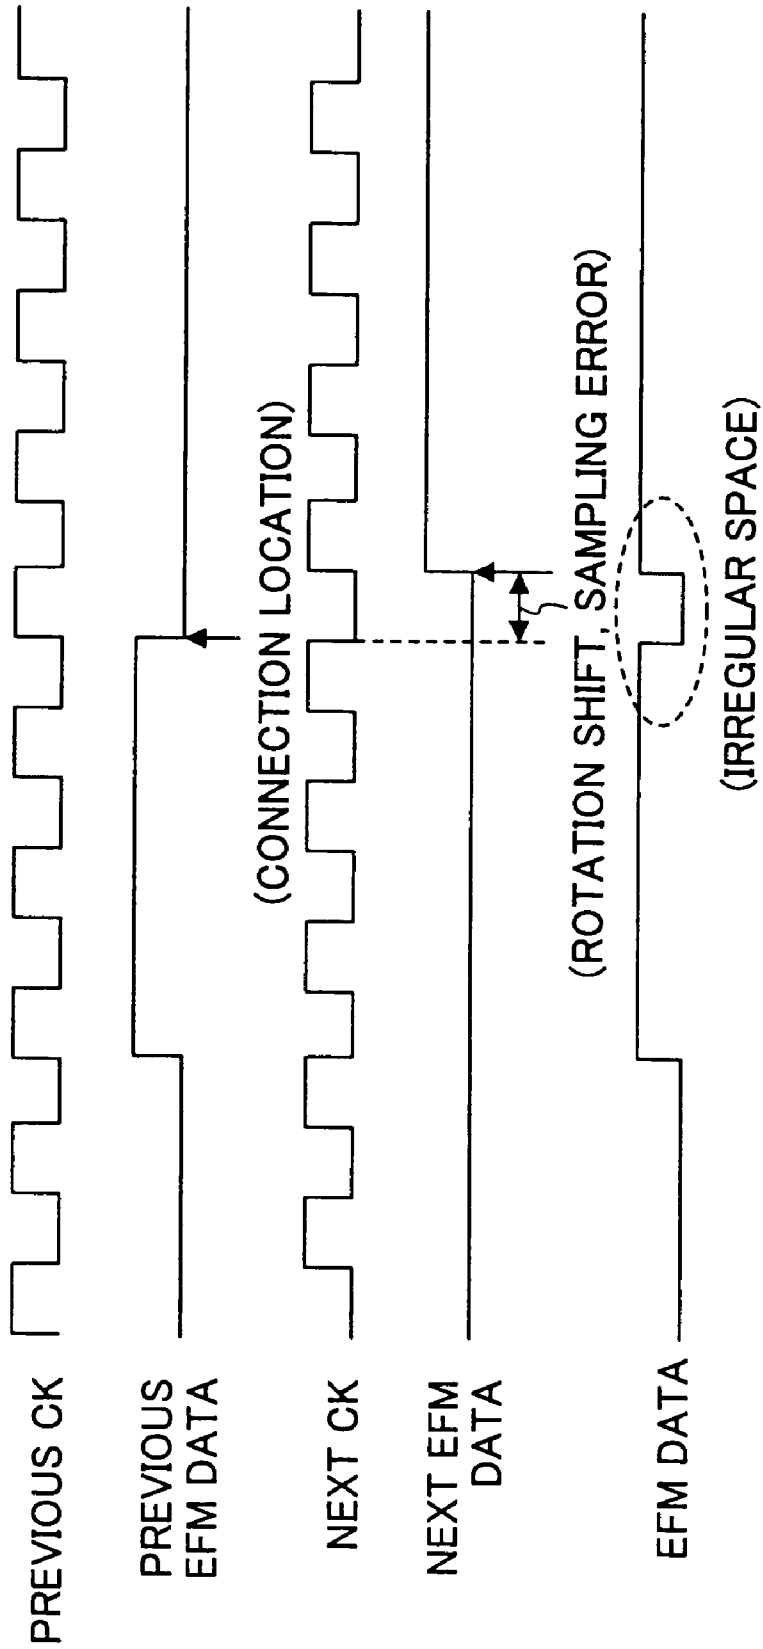 PREVIOUS CK
PREVIOUS
EFM DATA
(CONNECTION LOCATION)
NEXT CK
NEXT EFM
DATA
(ROTATION SHIFT, SAMPLING ERROR)
EFM DATA
(IRREGULAR SPACE)